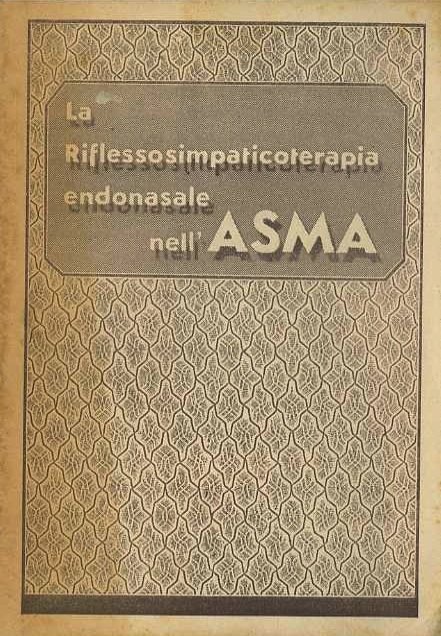 La
Riflessosimpaticoterapia
endonasale
nell' ASMA